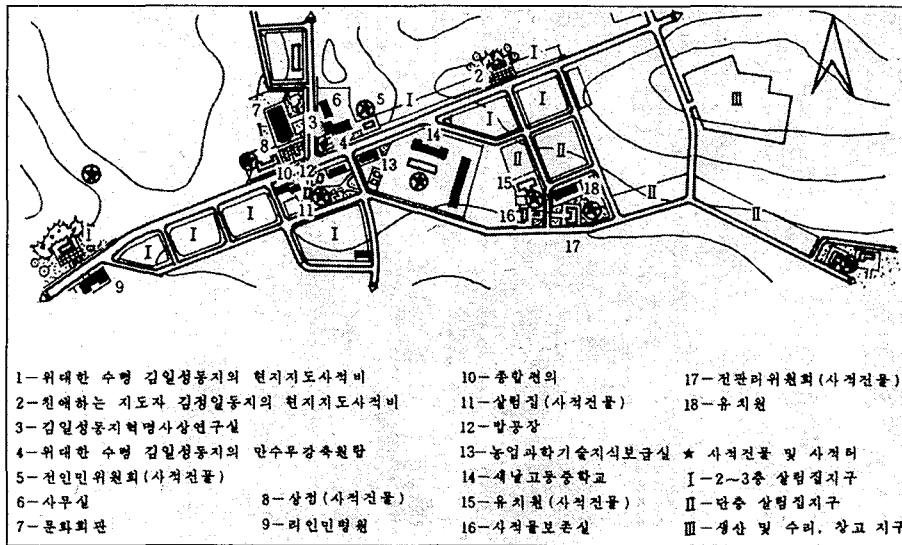 1-위대한 수령 김일성동지의 현지지도사적비
2-친애하는 지도자 김정일동지의 현지지도사적비
3-김일성동지혁명사상연구실
4-위대한 수령 김일성동지의 만수무강축원탑
5-전인민위원회(사적건물)
6-사무실
7-문화회관
8-상점(사적건물)
9-리인민병원
10-종합편의
11-살림집(사적건물)
12-밥공장
13-농업과학기술지식보급실
14-새날고등중학교
15-유치원(사적건물)
16-사적물보존실
17-전관리위원회(사적건물)
18-유치원
★ 사적건물 및 사적터
Ⅰ-2~3층 살림집지구
Ⅱ-단층 살림집지구
Ⅲ-생산 및 수리, 창고 지구